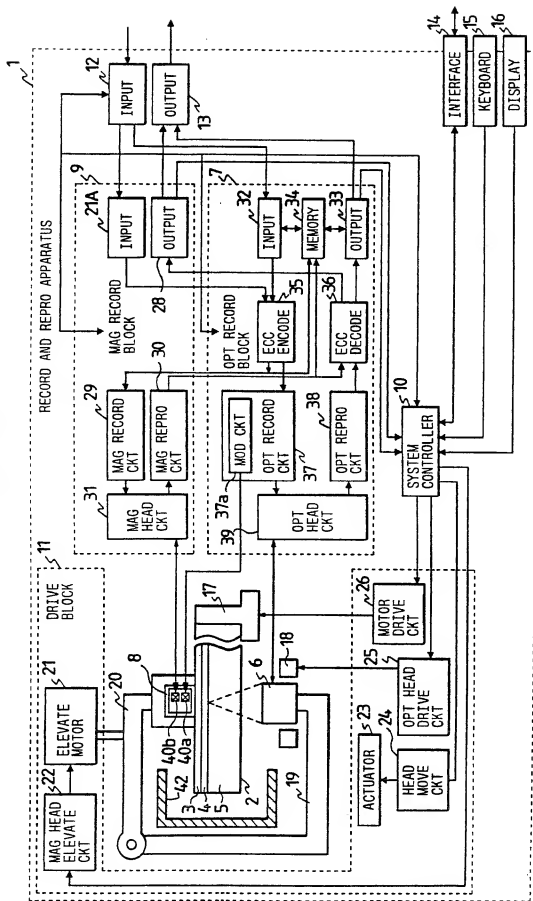 1
RECORD AND REPRO APPARATUS
11
DRIVE
BLOCK
22
MAG HEAD
ELEVATE CKT
21
ELEVATE
MOTOR
20
31
MAG HEAD
CKT
29
MAG RECORD
CKT
MAG REPRO
CKT
30
MAG RECORD
BLOCK
9
21A
INPUT
OUTPUT
28
12
INPUT
OUTPUT
13
8
40b
40a
42
3
4
5
2
19
6
17
18
MOD CKT
37a
OPT RECORD
CKT
37
OPT HEAD
CKT
39
OPT REPRO
CKT
38
OPT RECORD
BLOCK
7
ECC
ENCODE
35
36
ECC
DECODE
32
INPUT
34
MEMORY
33
OUTPUT
23
ACTUATOR
24
HEAD
MOVE
CKT
25
OPT HEAD
DRIVE
CKT
26
MOTOR
DRIVE
CKT
10
SYSTEM
CONTROLLER
14
INTERFACE
15
KEYBOARD
16
DISPLAY